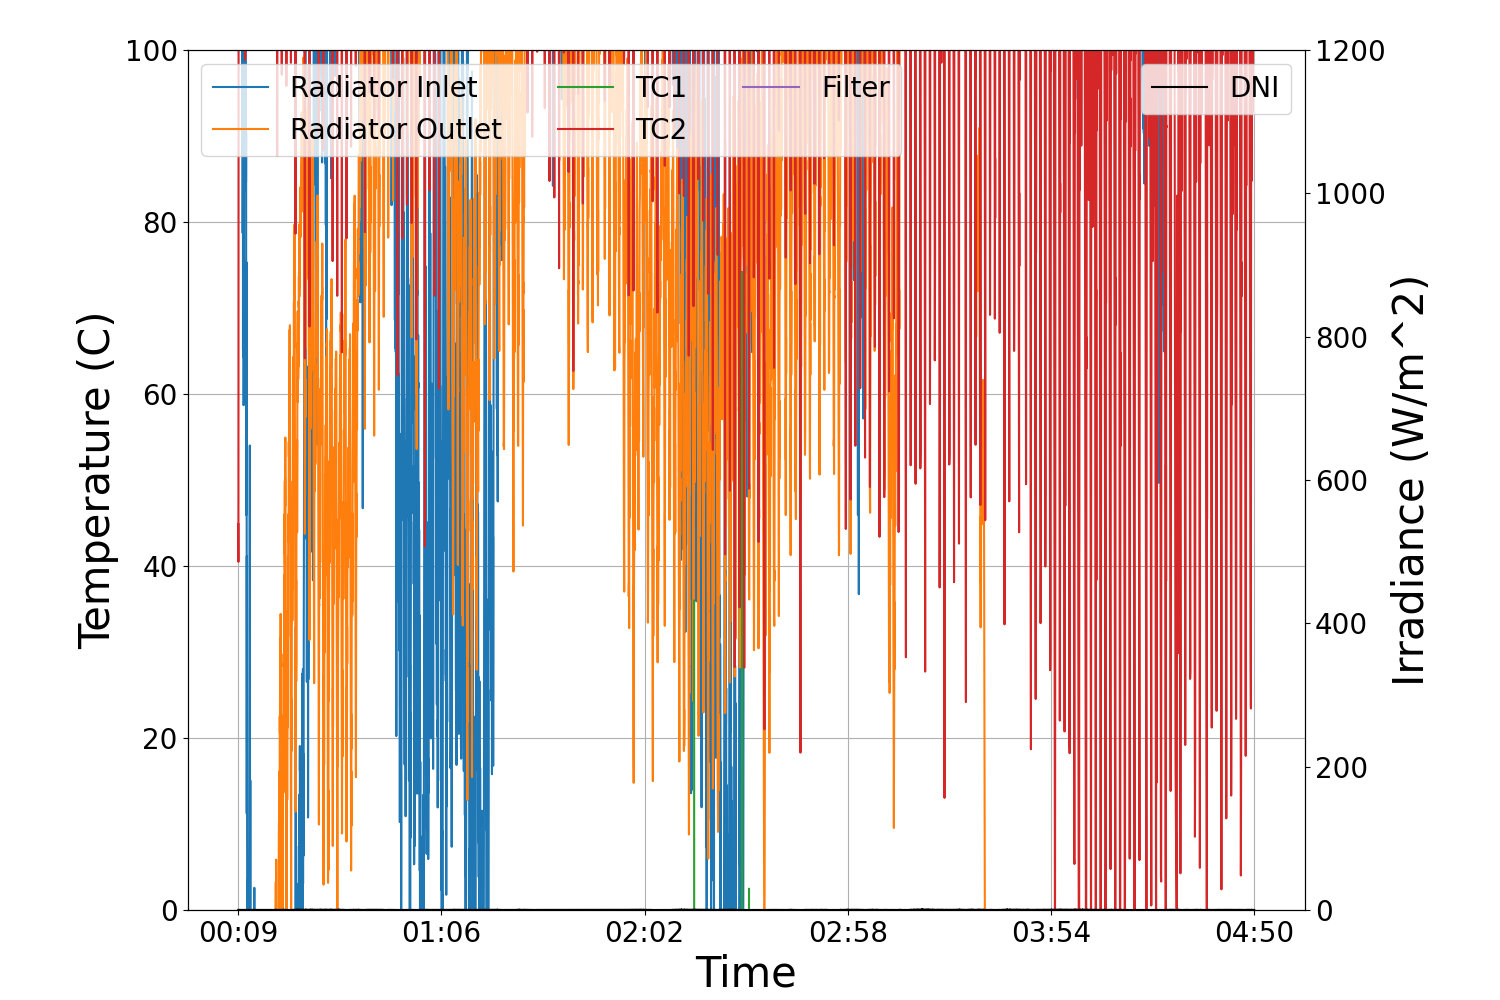 100
80
60
40
20
0
Temperature (C)
Radiator Inlet
Radiator Outlet
TC1
TC2
Filter
DNI
1200
1000
800
600
400
200
0
Irradiance (W/m^2)
00:09 01:06 02:02 02:58 03:54 04:50
Time